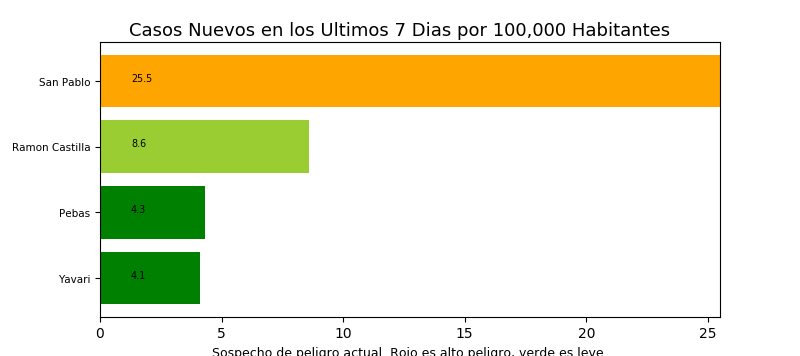 Casos Nuevos en los Ultimos 7 Dias por 100,000 Habitantes
San Pablo 25.5
Ramon Castilla 8.6
Pebas 4.3
Yavari 4.1
0 5 10 15 20 25
Sospecho de peligro actual. Rojo es alto peligro, verde es leve